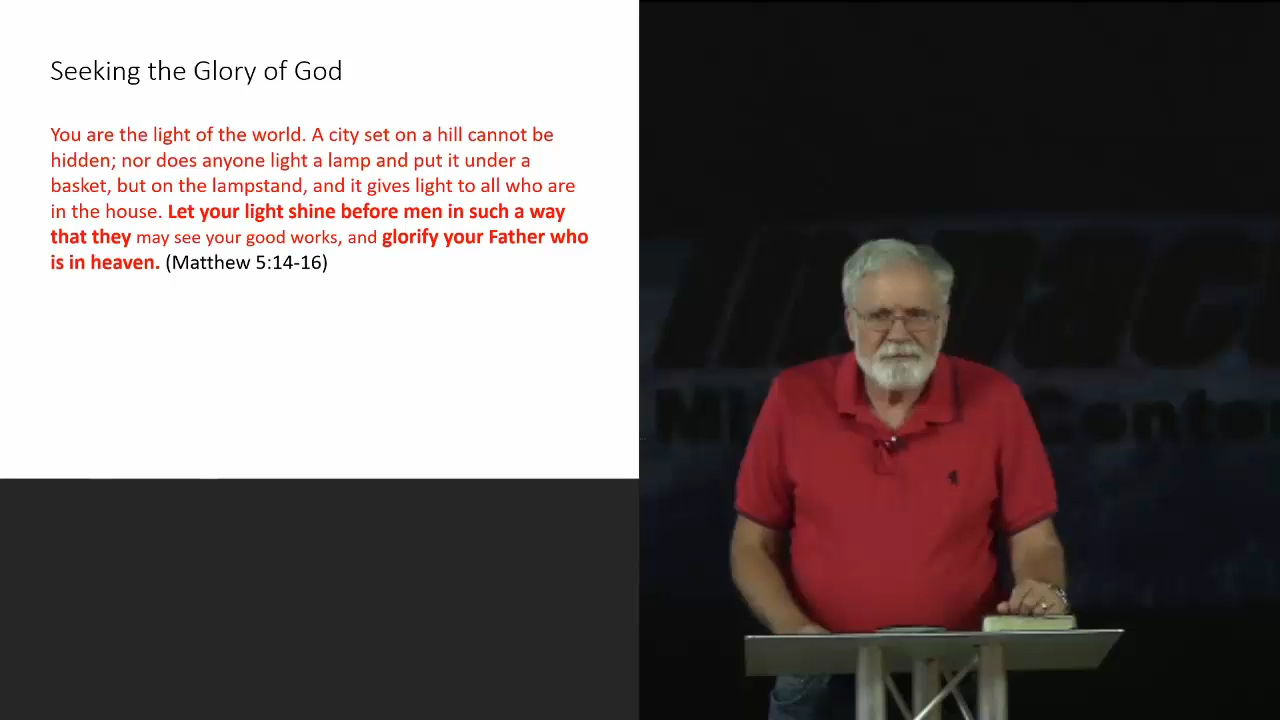 Seeking the Glory of God
You are the light of the world. A city set on a hill cannot be
hidden; nor does anyone light a lamp and put it under a
basket, but on the lampstand, and it gives light to all who are
in the house. Let your light shine before men in such a way
that they may see your good works, and glorify your Father who
is in heaven. (Matthew 5:14-16)